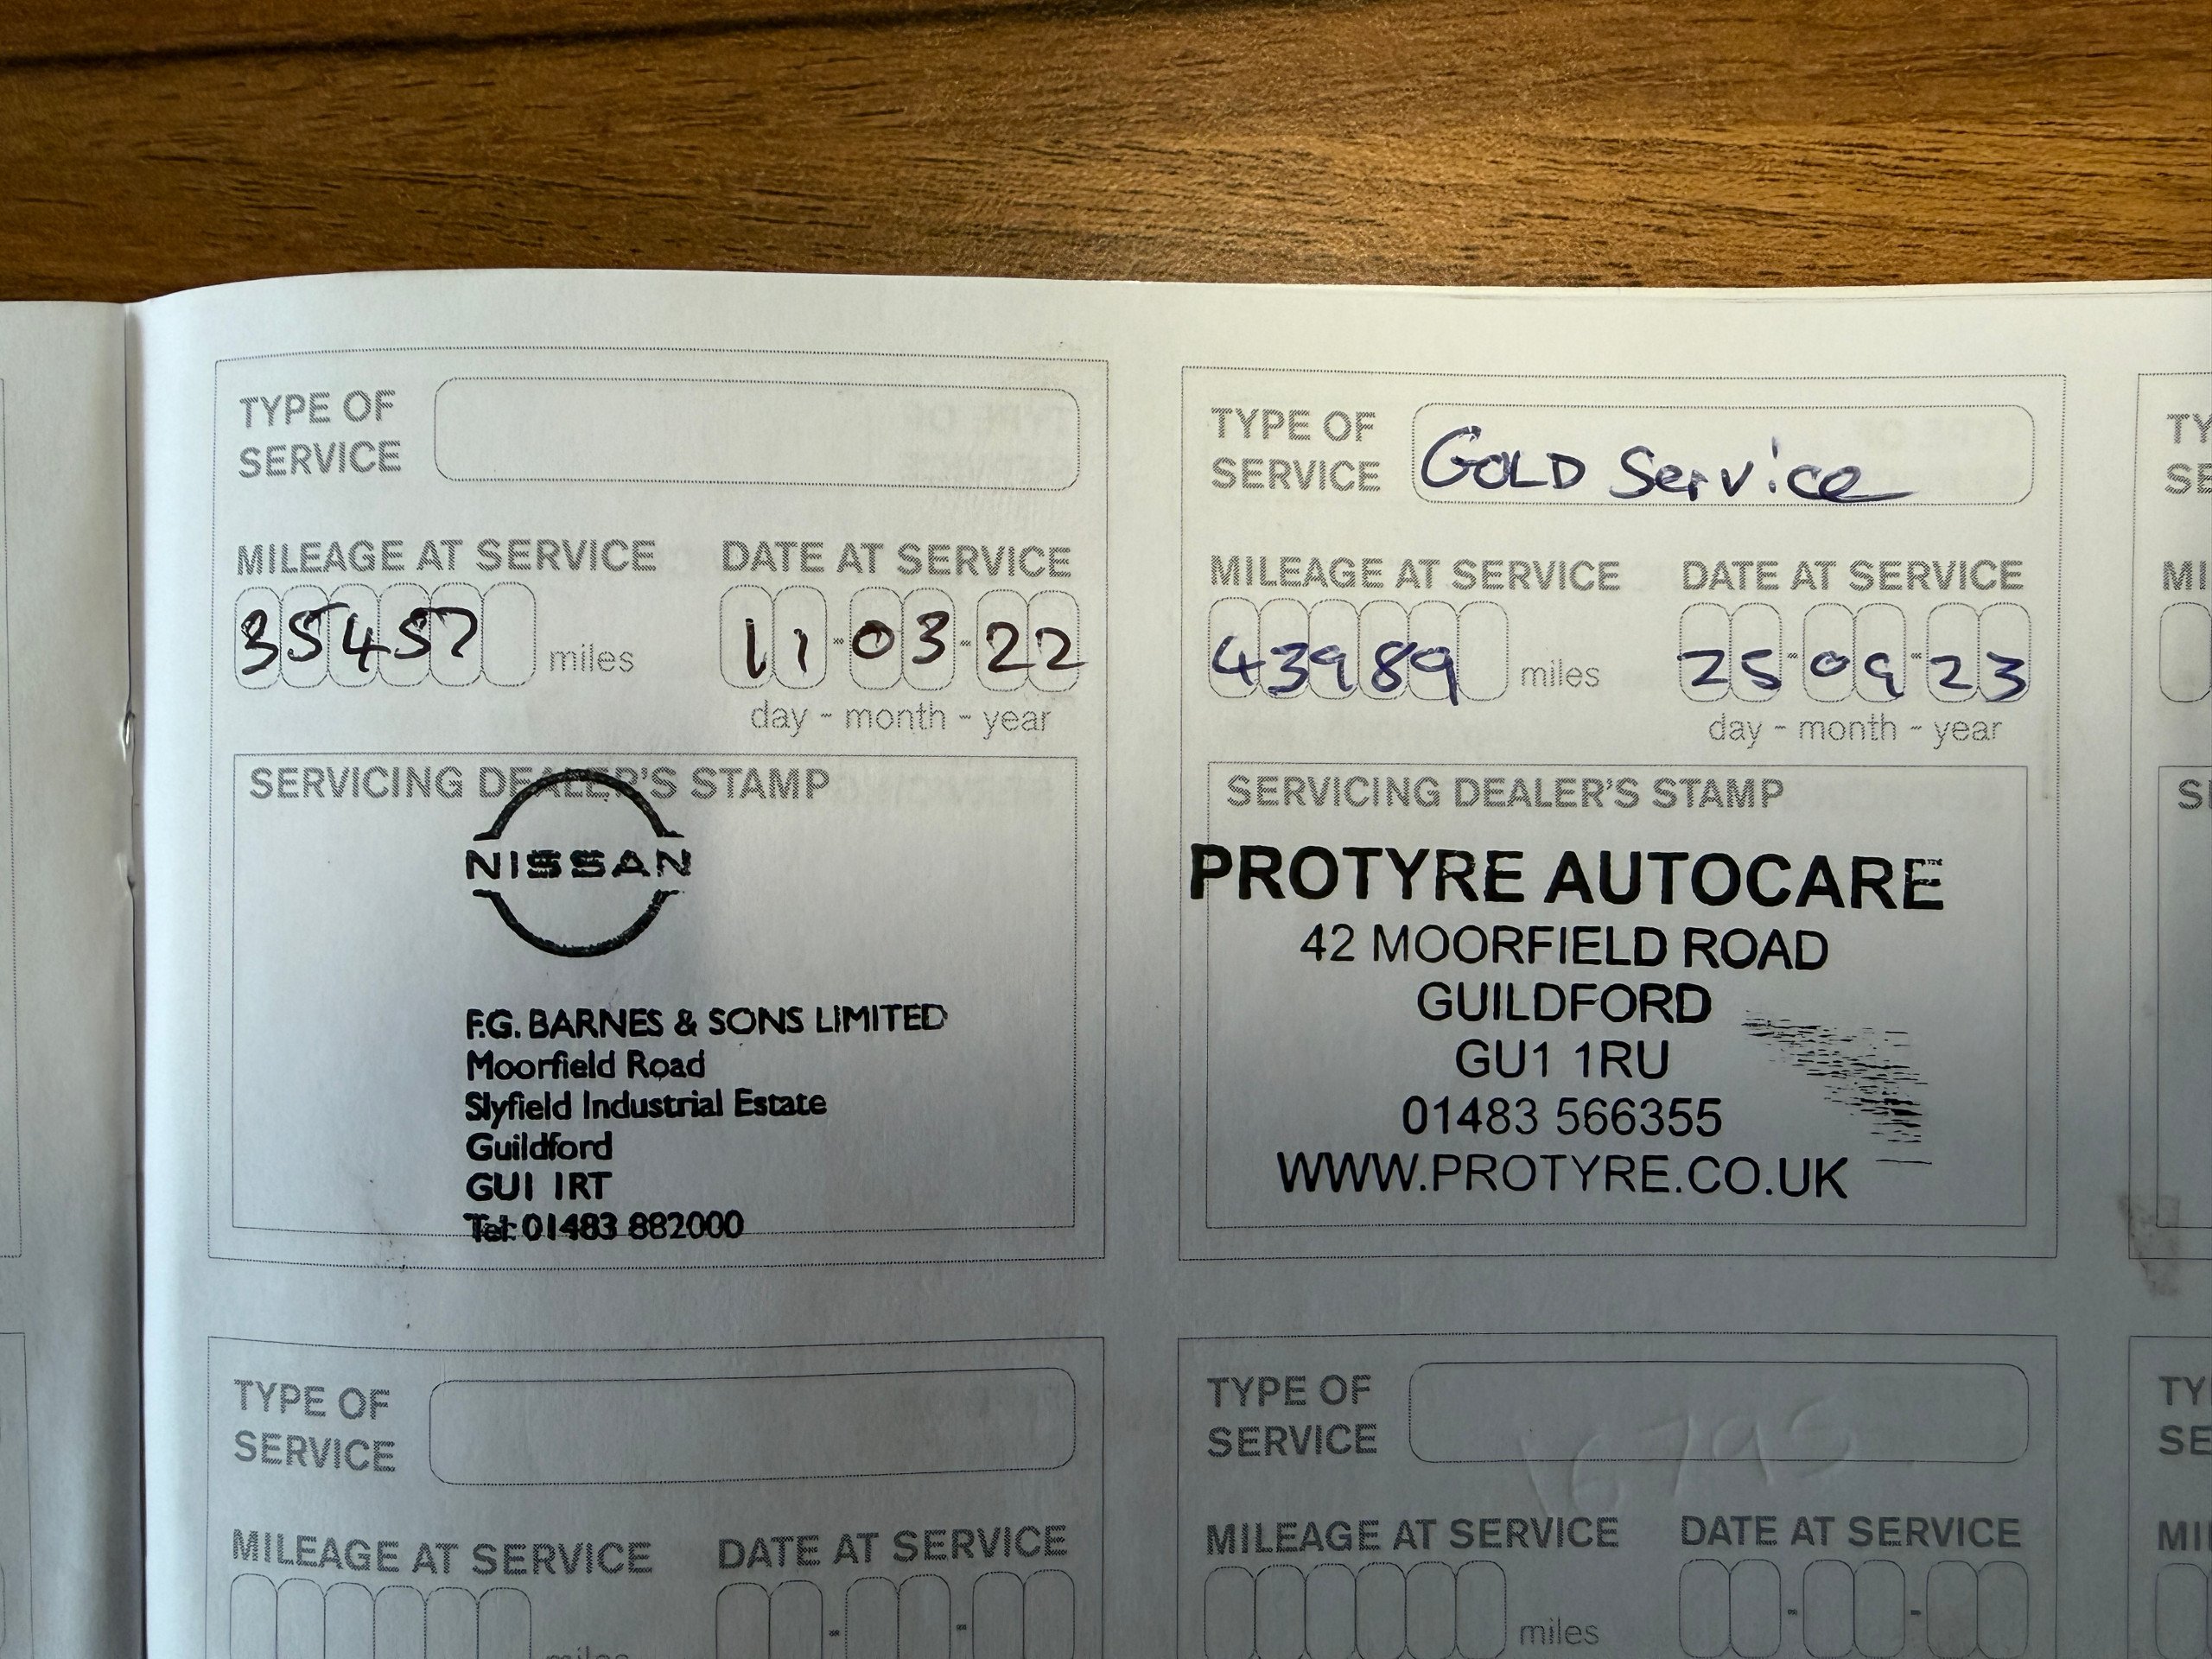 TYPE OF
SERVICE
MILEAGE AT SERVICE
DATE AT SERVICE
35457 miles
11-03-22
day - month - year
SERVICING DEALER'S STAMP
NISSAN
F.G. BARNES & SONS LIMITED
Moorfield Road
Slyfield Industrial Estate
Guildford
GU1 1RT
Tel: 01483 882000
TYPE OF
SERVICE
GOLD Service
MILEAGE AT SERVICE
DATE AT SERVICE
43989 miles
25-09-23
day - month - year
SERVICING DEALER'S STAMP
PROTYRE AUTOCARE
42 MOORFIELD ROAD
GUILDFORD
GU1 1RU
01483 566355
WWW.PROTYRE.CO.UK
TYPE OF
SERVICE
MILEAGE AT SERVICE
DATE AT SERVICE
miles
TYPE OF
SERVICE
MILEAGE AT SERVICE
DATE AT SERVICE
miles